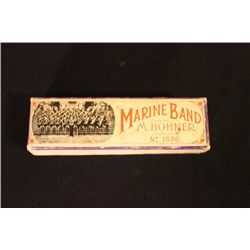 MARINE BAND
M. HOHNER
No 1896